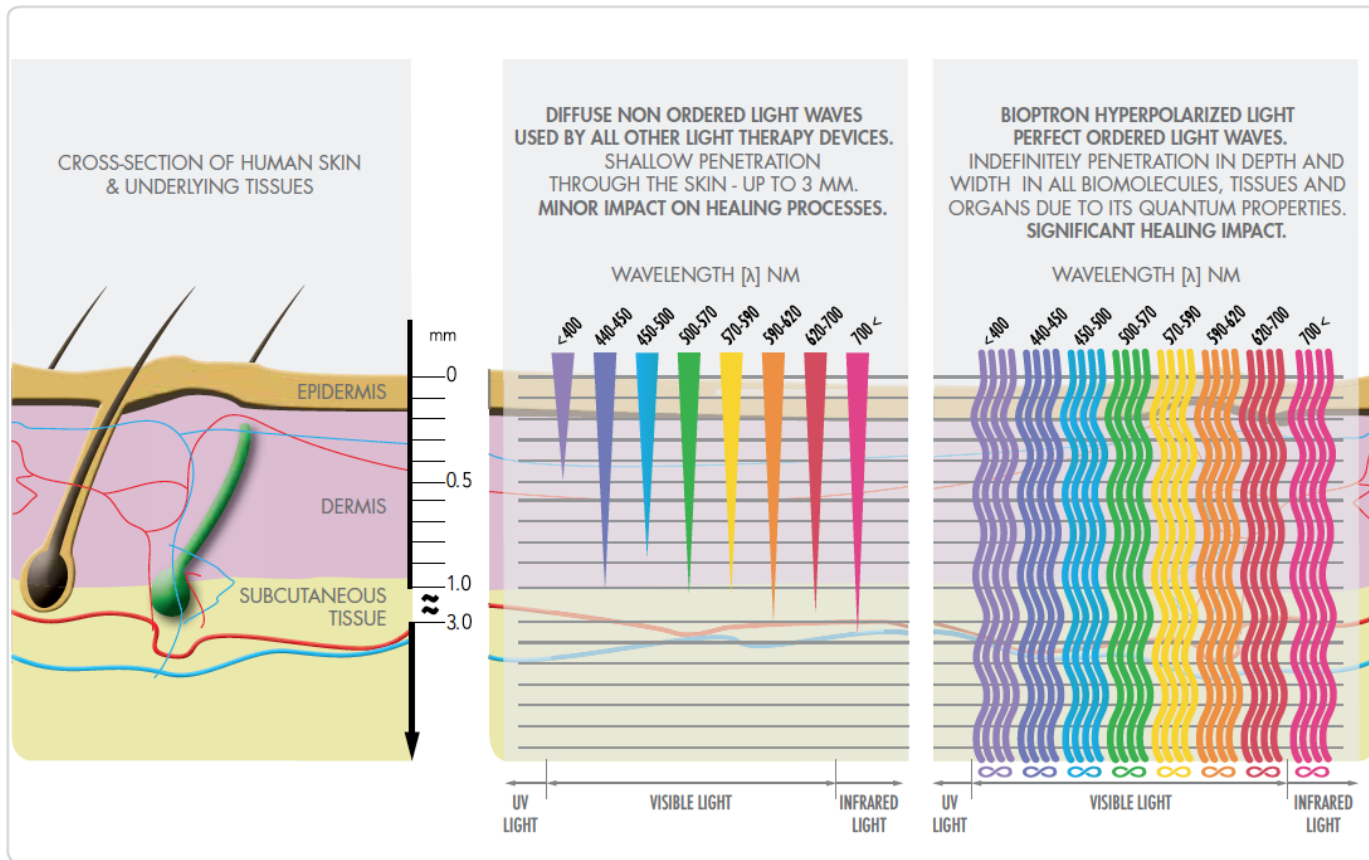 CROSS-SECTION OF HUMAN SKIN
& UNDERLYING TISSUES
mm
0
0.5
1.0
3.0
EPIDERMIS
DERMIS
SUBCUTANEOUS
TISSUE
DIFFUSE NON ORDERED LIGHT WAVES
USED BY ALL OTHER LIGHT THERAPY DEVICES.
SHALLOW PENETRATION
THROUGH THE SKIN - UP TO 3 MM.
MINOR IMPACT ON HEALING PROCESSES.
WAVELENGTH [λ] NM
<400
440-450
450-500
500-570
570-590
590-620
620-700
700 <
UV
LIGHT
VISIBLE LIGHT
INFRARED
LIGHT
BIOPTRON HYPERPOLARIZED LIGHT
PERFECT ORDERED LIGHT WAVES.
INDEFINITELY PENETRATION IN DEPTH AND
WIDTH IN ALL BIOMOLECULES, TISSUES AND
ORGANS DUE TO ITS QUANTUM PROPERTIES.
SIGNIFICANT HEALING IMPACT.
WAVELENGTH [λ] NM
<400
440-450
450-500
500-570
570-590
590-620
620-700
700 <
∞ ∞ ∞ ∞ ∞ ∞ ∞ ∞
UV
LIGHT
VISIBLE LIGHT
INFRARED
LIGHT